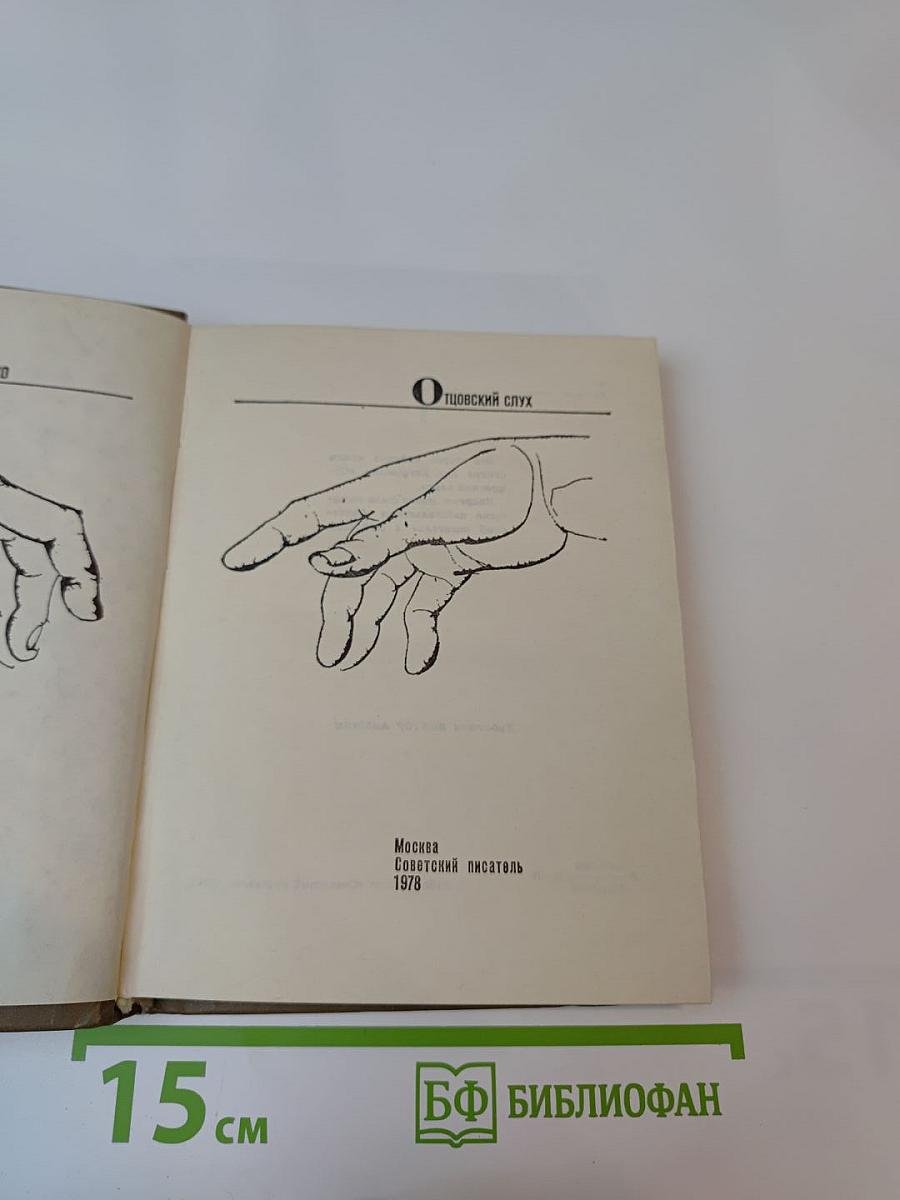 Отцовский слух
Москва
Советский писатель
1978
15 см
БФ БИБЛИОФАН